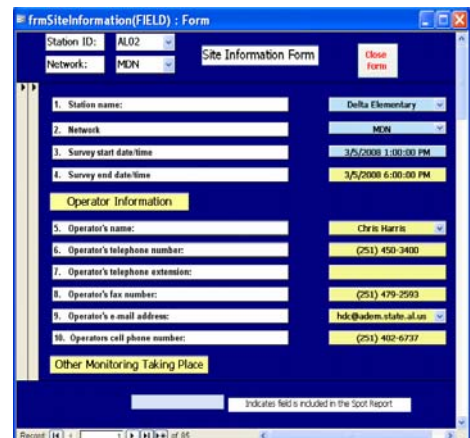 frmSiteInformation(FIELD) : Form
Station ID: AL02
Network: MDN
Site Information Form
Close
Form
1. Station name: Delta Elementary
2. Network MDN
3. Survey start date/time 3/5/2008 1:00:00 PM
4. Survey end date/time 3/5/2008 6:00:00 PM
Operator Information
5. Operator's name: Chris Harris
6. Operator's telephone number: (251) 450-3400
7. Operator's telephone extension:
8. Operator's fax number: (251) 479-2593
9. Operator's e-mail address: hdc@adem.state.al.us
10. Operators cell phone number: (251) 402-6737
Other Monitoring Taking Place
Indicates field is included in the Spot Report
Record: 1 of 85